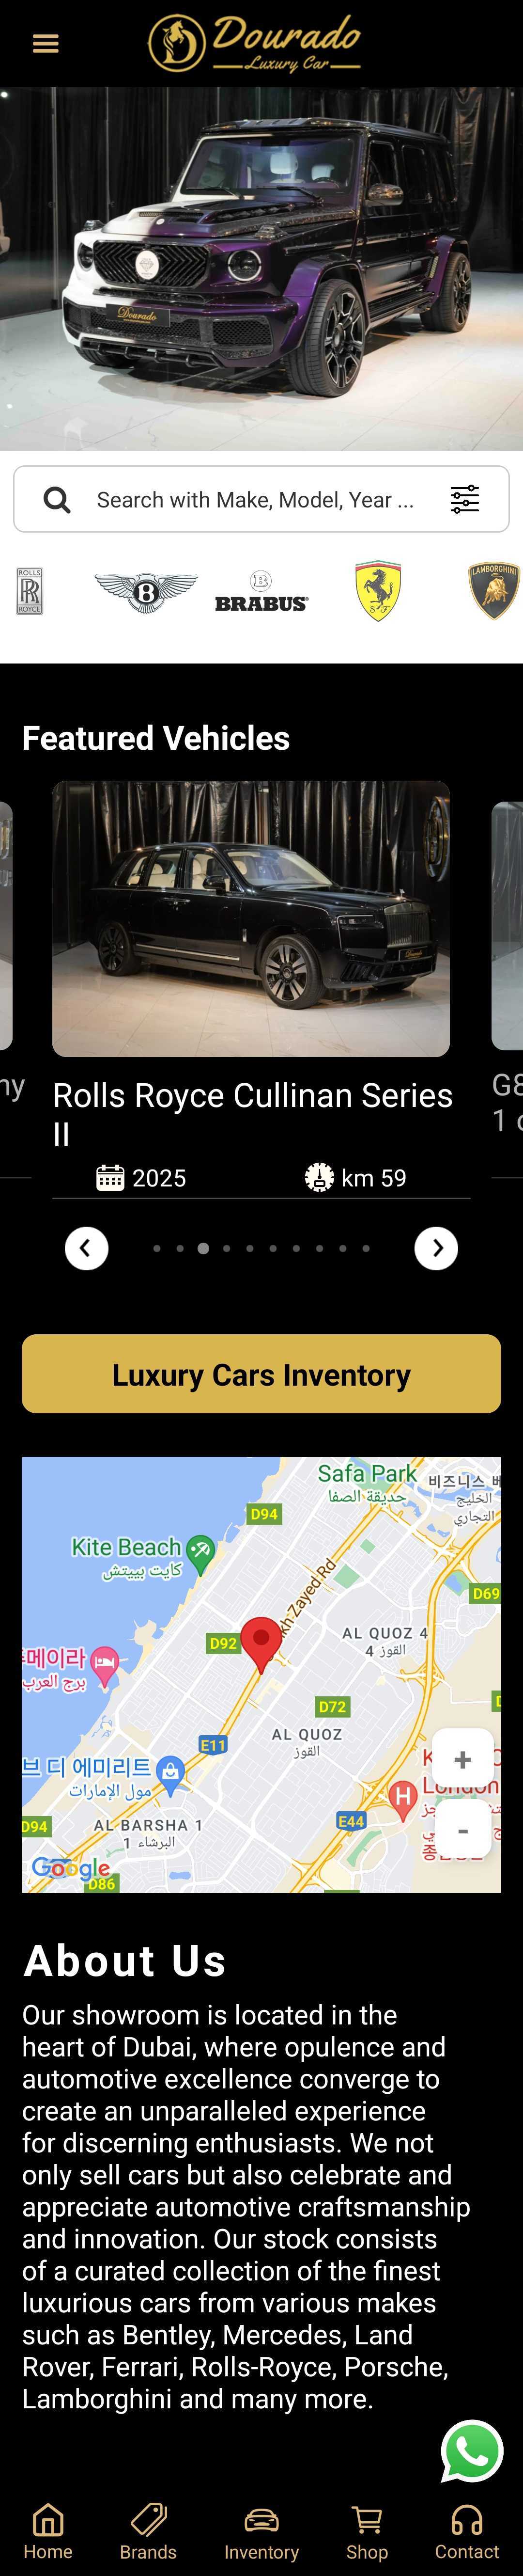 Dourado
Luxury Car
Dourado
Search with Make, Model, Year ...
ROLLS
RR
ROYCE
B
B
BRABUS
S F
LAMBORGHINI
Featured Vehicles
ny
Rolls Royce Cullinan Series
II
G8
1
2025
km 59
Luxury Cars Inventory
Safa Park
حديقة الصفا
비즈니스 베
الخليج
التجاري
D94
Kite Beach
كايت بييتش
D69
kh Zayed Rd
D92
AL QUOZ 4
القوز 4
메이라
برج العرب
D72
AL QUOZ
القوز
E11
+
브 디 에미리트
مول الإمارات
K
London
H
-
E44
D94
AL BARSHA 1
البرشاء 1
Google
D86
About Us
Our showroom is located in the
heart of Dubai, where opulence and
automotive excellence converge to
create an unparalleled experience
for discerning enthusiasts. We not
only sell cars but also celebrate and
appreciate automotive craftsmanship
and innovation. Our stock consists
of a curated collection of the finest
luxurious cars from various makes
such as Bentley, Mercedes, Land
Rover, Ferrari, Rolls-Royce, Porsche,
Lamborghini and many more.
Home
Brands
Inventory
Shop
Contact